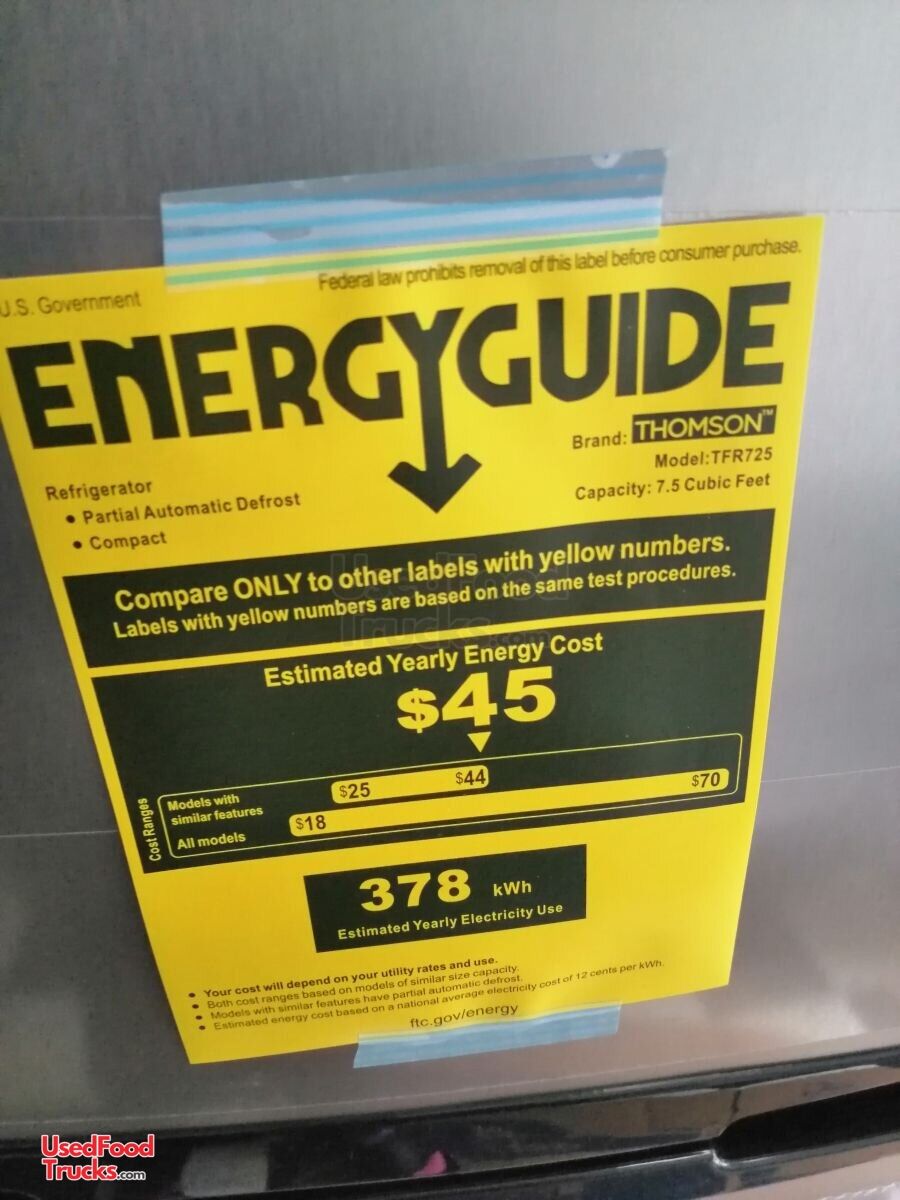 U.S. Government
Federal law prohibits removal of this label before consumer purchase.
ENERGYGUIDE
Refrigerator
• Partial Automatic Defrost
• Compact
Brand: THOMSON™
Model:TFR725
Capacity: 7.5 Cubic Feet
Compare ONLY to other labels with yellow numbers.
Labels with yellow numbers are based on the same test procedures.
UsedFood
Trucks.com
Estimated Yearly Energy Cost
$45
Cost Ranges
Models with
similar features
$25 $44
All models
$18 $70
378 kWh
Estimated Yearly Electricity Use
• Your cost will depend on your utility rates and use.
• Both cost ranges based on models of similar size capacity.
• Models with similar features have partial automatic defrost.
• Estimated energy cost based on a national average electricity cost of 12 cents per kWh.
ftc.gov/energy
UsedFood
Trucks.com